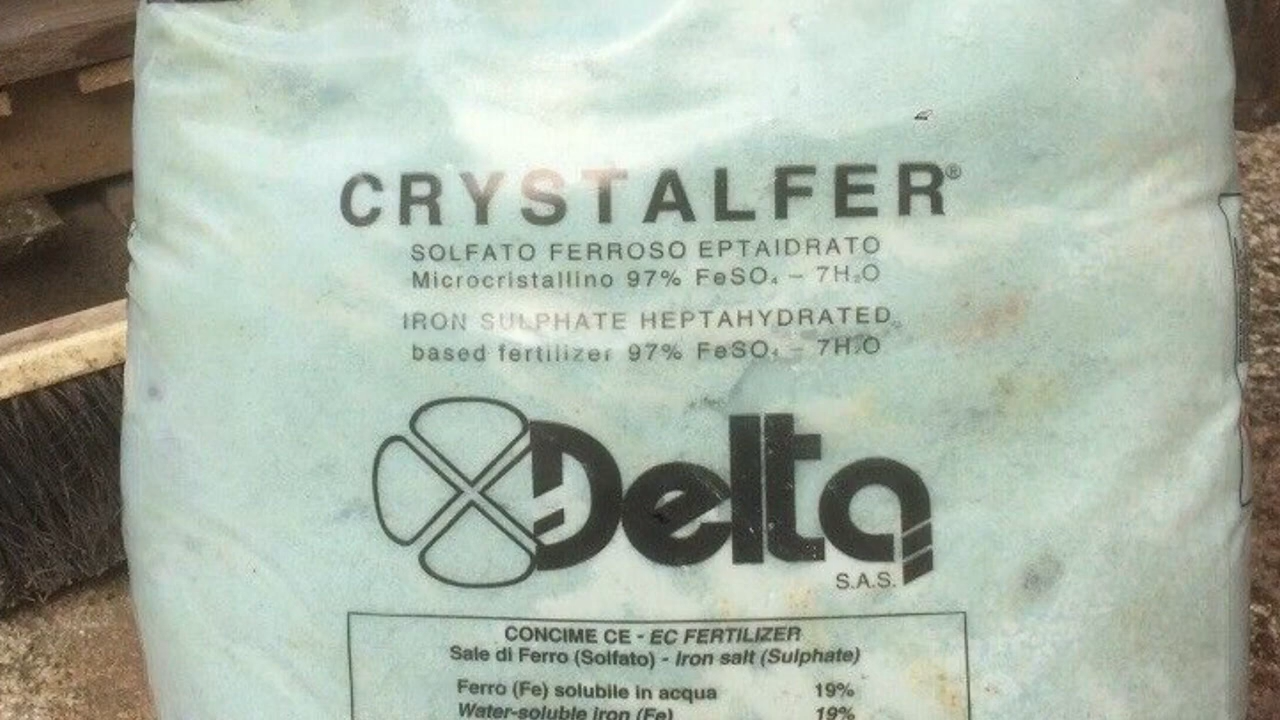 CRYSTALFER®
SOLFATO FERROSO EPTAIDRATO
Microcristallino 97% FeSO₄ – 7H₂O
IRON SULPHATE HEPTAHYDRATED
based fertilizer 97% FeSO₄ – 7H₂O
Delta
S.A.S.
CONCIME CE - EC FERTILIZER
Sale di Ferro (Solfato) - Iron salt (Sulphate)
Ferro (Fe) solubile in acqua 19%
Water-soluble iron (Fe) 19%